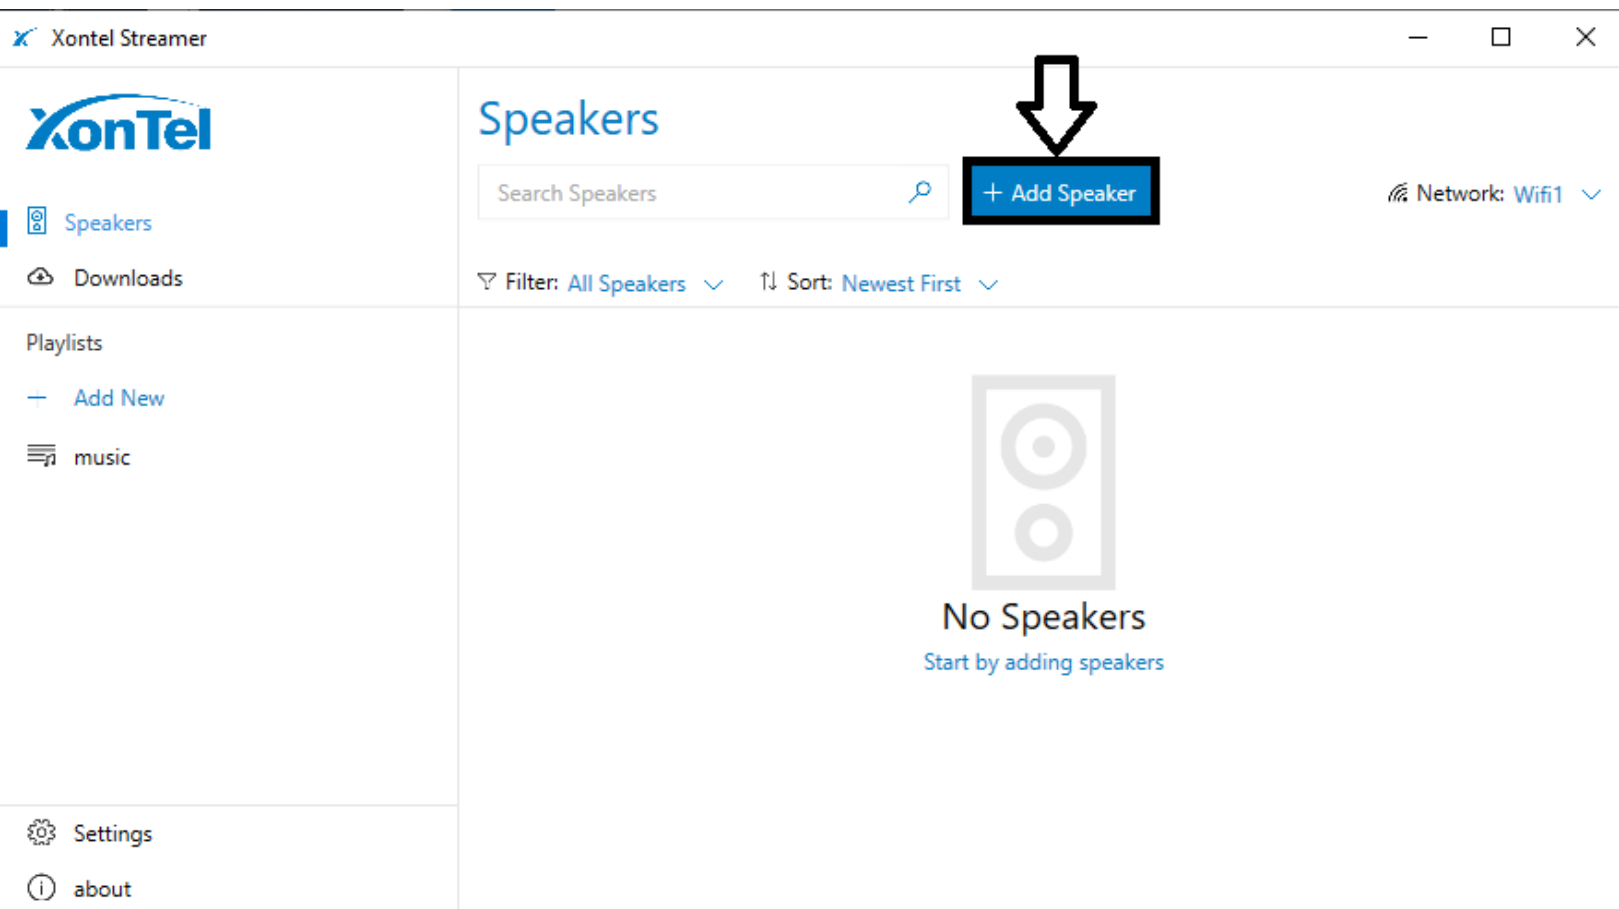 Xontel Streamer
XonTel
Speakers
Downloads
Playlists
+ Add New
music
Settings
about
Speakers
Search Speakers
+ Add Speaker
Network: Wifi1
Filter: All Speakers
Sort: Newest First
No Speakers
Start by adding speakers